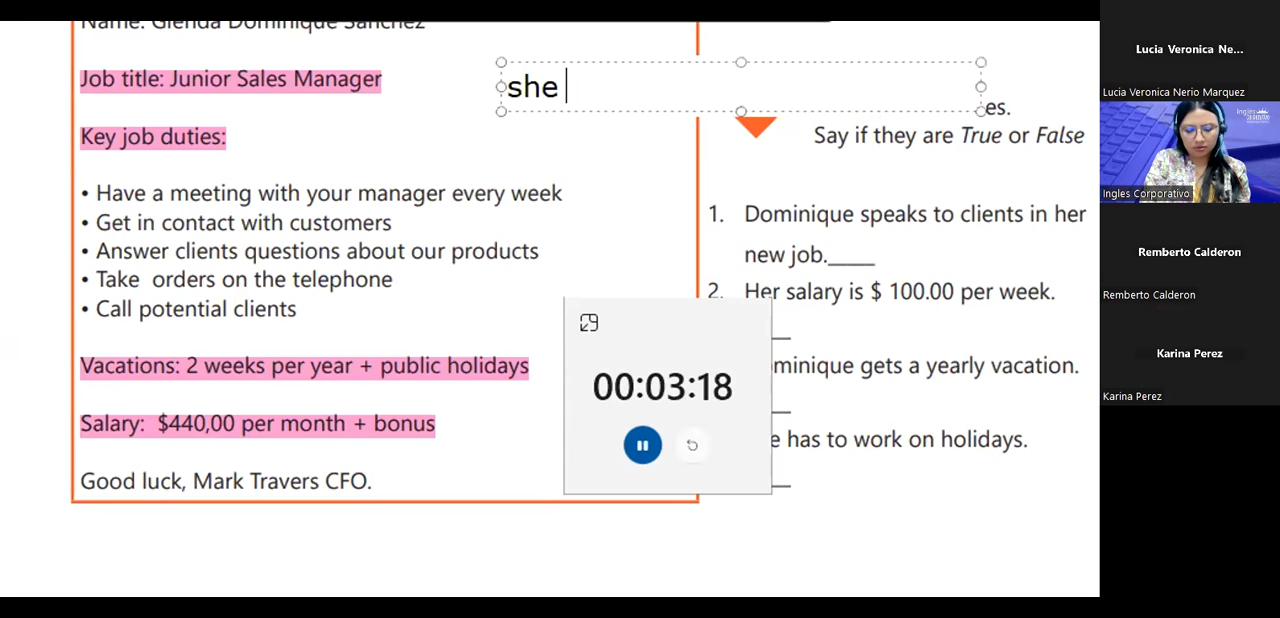 Name: Glenda Dominique Sanchez
Job title: Junior Sales Manager
Key job duties:
• Have a meeting with your manager every week
• Get in contact with customers
• Answer clients questions about our products
• Take orders on the telephone
• Call potential clients
Vacations: 2 weeks per year + public holidays
Salary: $440,00 per month + bonus
Good luck, Mark Travers CFO.
she
es.
Say if they are True or False
1. Dominique speaks to clients in her
new job._____
2. Her salary is $ 100.00 per week.
minique gets a yearly vacation.
e has to work on holidays.
00:03:18
Lucia Veronica Ne...
Lucia Veronica Nerio Marquez
Ingles Corporativo
Remberto Calderon
Remberto Calderon
Karina Perez
Karina Perez